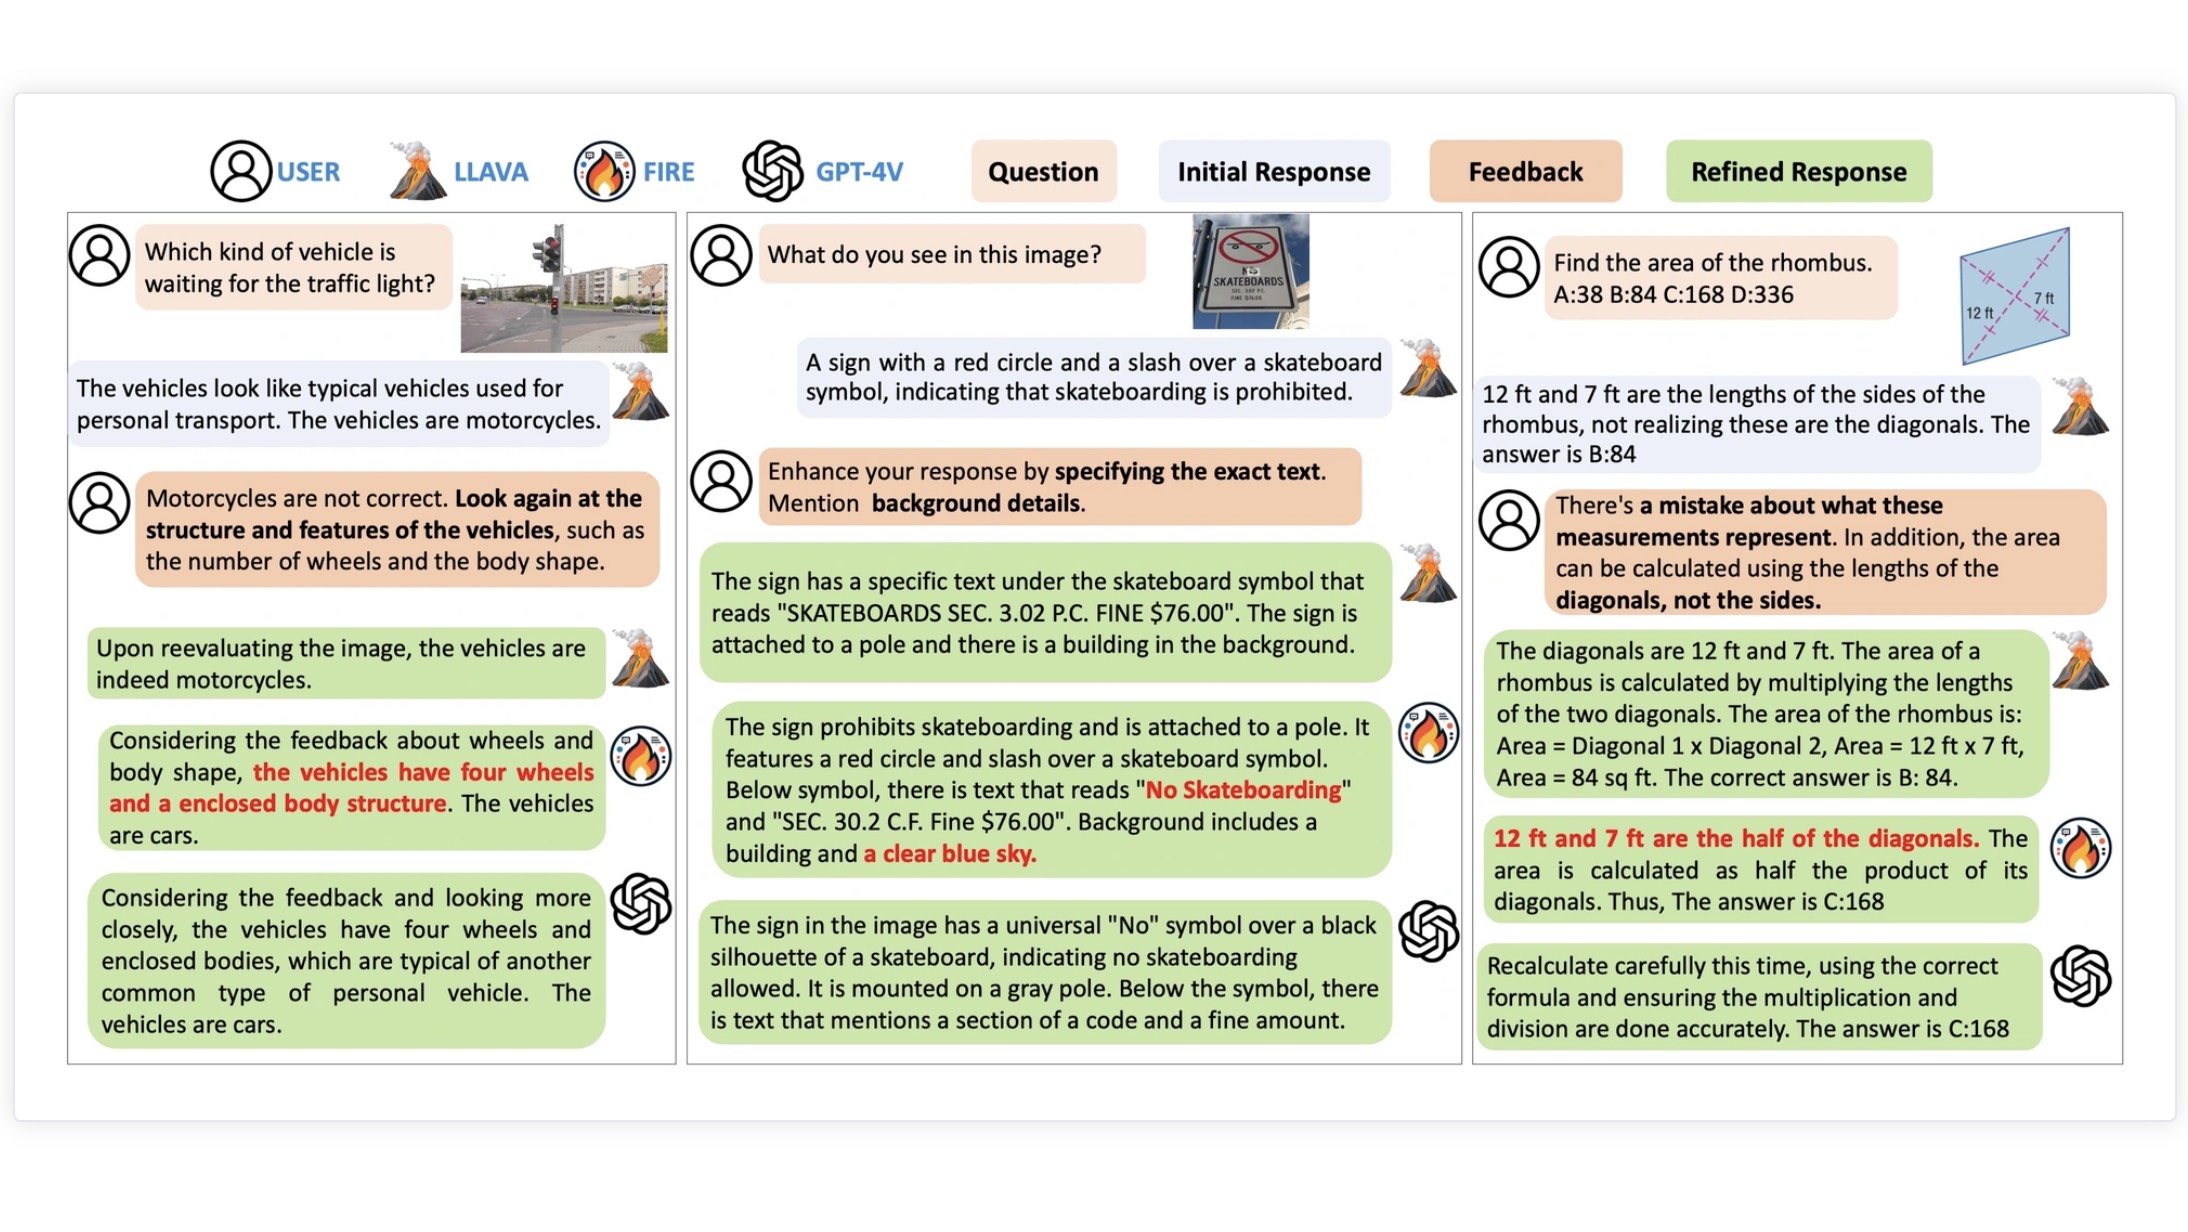 USER LLAVA FIRE GPT-4V Question Initial Response Feedback Refined Response
Which kind of vehicle is
waiting for the traffic light?
The vehicles look like typical vehicles used for
personal transport. The vehicles are motorcycles.
Motorcycles are not correct. Look again at the
structure and features of the vehicles, such as
the number of wheels and the body shape.
Upon reevaluating the image, the vehicles are
indeed motorcycles.
Considering the feedback about wheels and
body shape, the vehicles have four wheels
and a enclosed body structure. The vehicles
are cars.
Considering the feedback and looking more
closely, the vehicles have four wheels and
enclosed bodies, which are typical of another
common type of personal vehicle. The
vehicles are cars.
What do you see in this image?
SKATEBOARDS
A sign with a red circle and a slash over a skateboard
symbol, indicating that skateboarding is prohibited.
Enhance your response by specifying the exact text.
Mention background details.
The sign has a specific text under the skateboard symbol that
reads "SKATEBOARDS SEC. 3.02 P.C. FINE $76.00". The sign is
attached to a pole and there is a building in the background.
The sign prohibits skateboarding and is attached to a pole. It
features a red circle and slash over a skateboard symbol.
Below symbol, there is text that reads "No Skateboarding"
and "SEC. 30.2 C.F. Fine $76.00". Background includes a
building and a clear blue sky.
The sign in the image has a universal "No" symbol over a black
silhouette of a skateboard, indicating no skateboarding
allowed. It is mounted on a gray pole. Below the symbol, there
is text that mentions a section of a code and a fine amount.
Find the area of the rhombus.
A:38 B:84 C:168 D:336
7 ft
12 ft
12 ft and 7 ft are the lengths of the sides of the
rhombus, not realizing these are the diagonals. The
answer is B:84
There's a mistake about what these
measurements represent. In addition, the area
can be calculated using the lengths of the
diagonals, not the sides.
The diagonals are 12 ft and 7 ft. The area of a
rhombus is calculated by multiplying the lengths
of the two diagonals. The area of the rhombus is:
Area = Diagonal 1 x Diagonal 2, Area = 12 ft x 7 ft,
Area = 84 sq ft. The correct answer is B: 84.
12 ft and 7 ft are the half of the diagonals. The
area is calculated as half the product of its
diagonals. Thus, The answer is C:168
Recalculate carefully this time, using the correct
formula and ensuring the multiplication and
division are done accurately. The answer is C:168